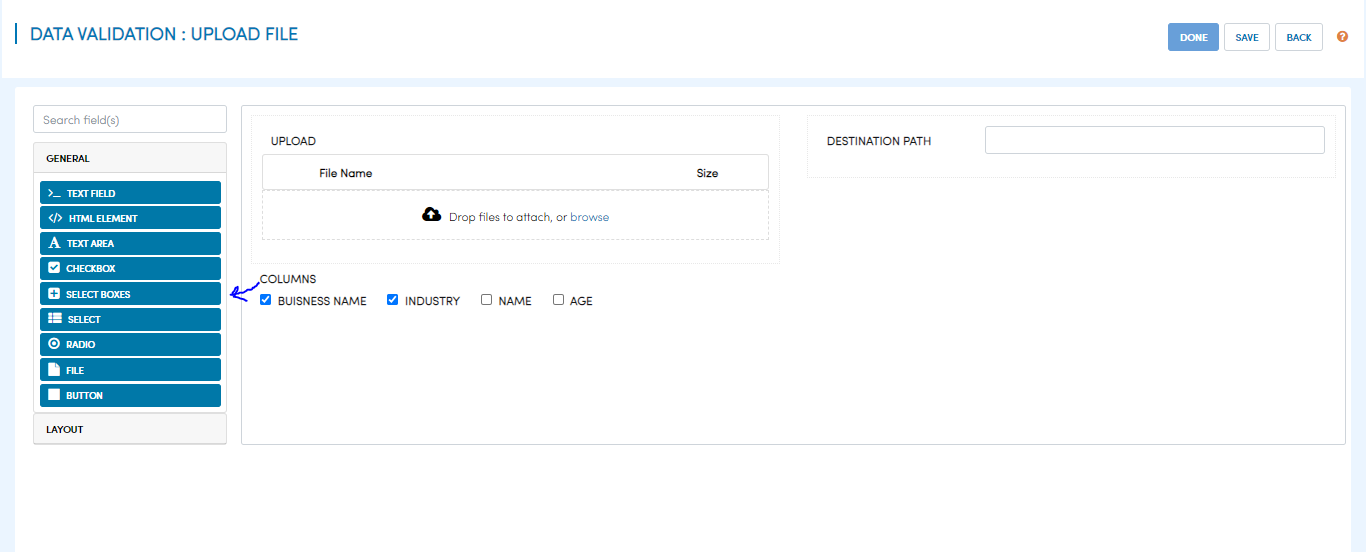 DATA VALIDATION : UPLOAD FILE
DONE
SAVE
BACK
?
Search field(s)
GENERAL
>_ TEXT FIELD
</> HTML ELEMENT
A TEXT AREA
CHECKBOX
SELECT BOXES
SELECT
RADIO
FILE
BUTTON
LAYOUT
UPLOAD
File Name Size
Drop files to attach, or browse
COLUMNS
BUISNESS NAME INDUSTRY NAME AGE
DESTINATION PATH